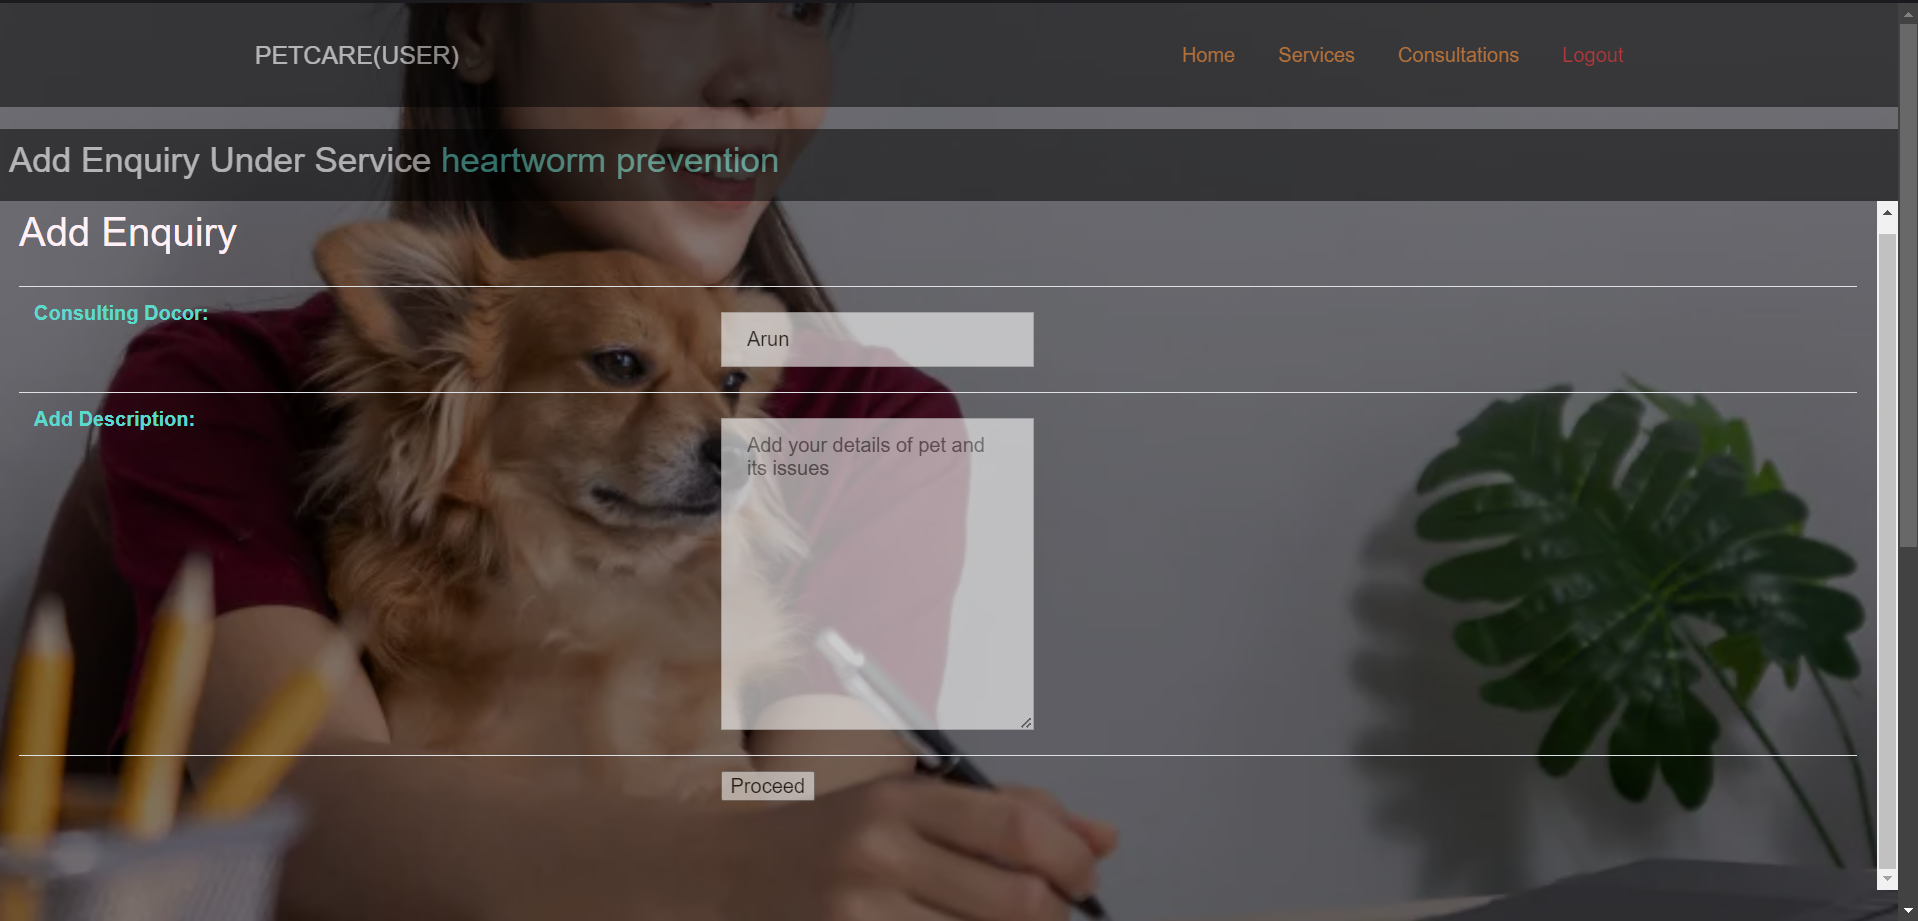 PETCARE(USER)
Home Services Consultations Logout
Add Enquiry Under Service heartworm prevention
Add Enquiry
Consulting Docor:
Arun
Add Description:
Add your details of pet and
its issues
Proceed